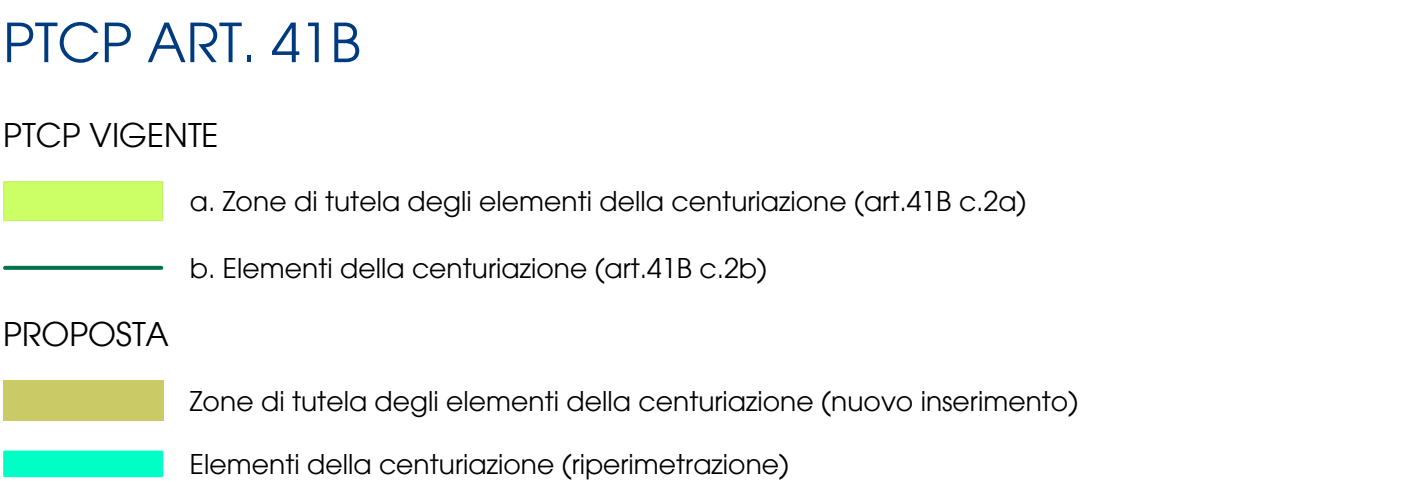 PTCP ART. 41B
PTCP VIGENTE
a. Zone di tutela degli elementi della centuriazione (art.41B c.2a)
b. Elementi della centuriazione (art.41B c.2b)
PROPOSTA
Zone di tutela degli elementi della centuriazione (nuovo inserimento)
Elementi della centuriazione (riperimetrazione)